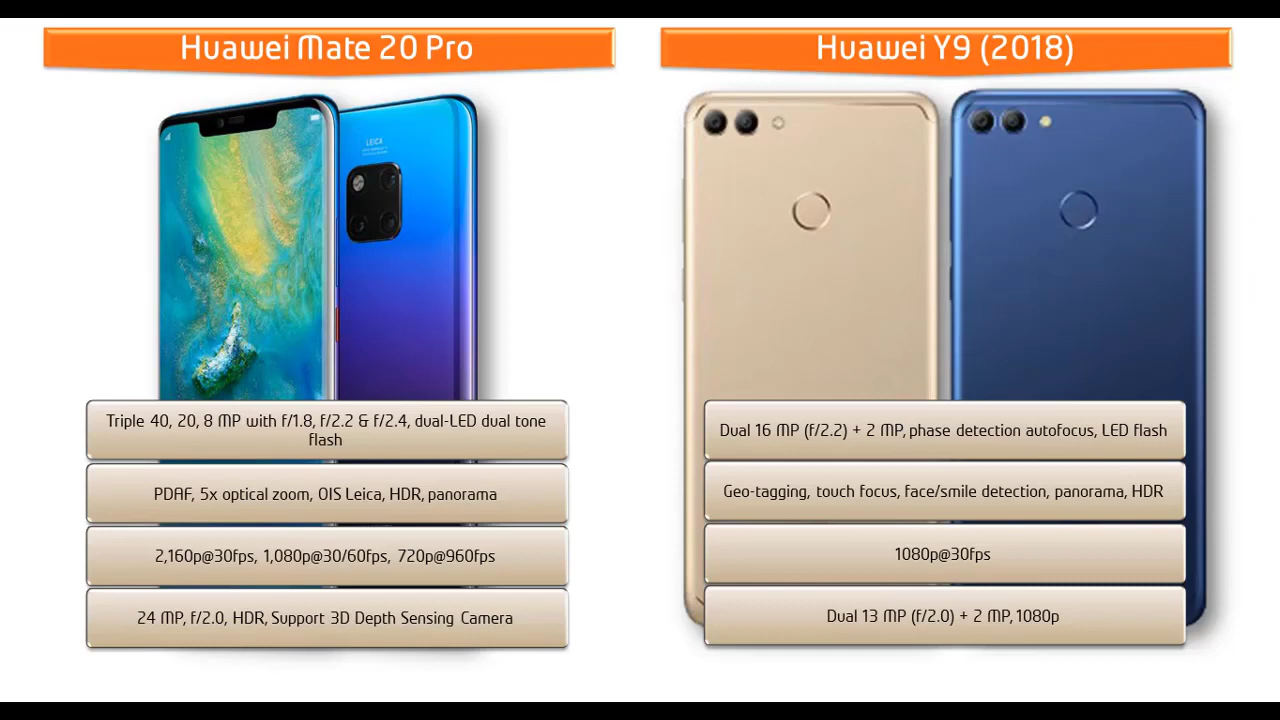 Huawei Mate 20 Pro
LEICA
Triple 40, 20, 8 MP with f/1.8, f/2.2 & f/2.4, dual-LED dual tone
flash
PDAF, 5x optical zoom, OIS Leica, HDR, panorama
2,160p@30fps, 1,080p@30/60fps, 720p@960fps
24 MP, f/2.0, HDR, Support 3D Depth Sensing Camera
Huawei Y9 (2018)
Dual 16 MP (f/2.2) + 2 MP, phase detection autofocus, LED flash
Geo-tagging, touch focus, face/smile detection, panorama, HDR
1080p@30fps
Dual 13 MP (f/2.0) + 2 MP, 1080p